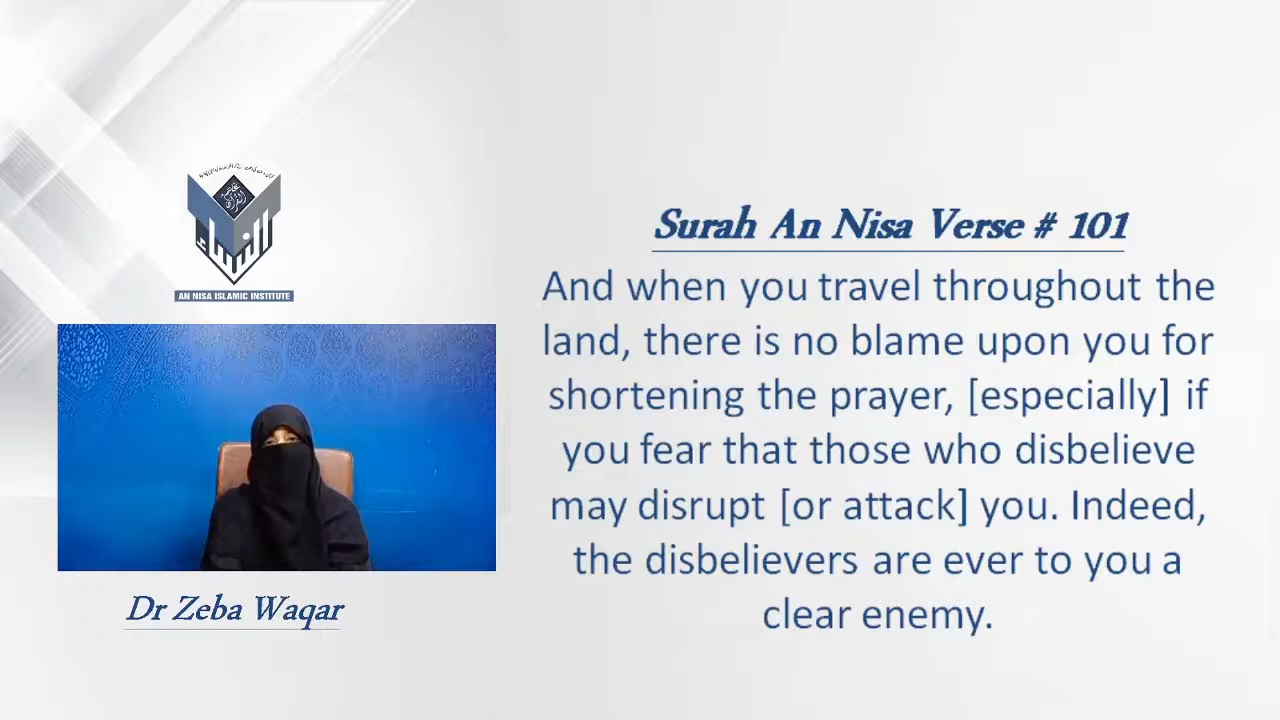 AN NISA ISLAMIC INSTITUTE
Dr Zeba Waqar
Surah An Nisa Verse # 101
And when you travel throughout the
land, there is no blame upon you for
shortening the prayer, [especially] if
you fear that those who disbelieve
may disrupt [or attack] you. Indeed,
the disbelievers are ever to you a
clear enemy.